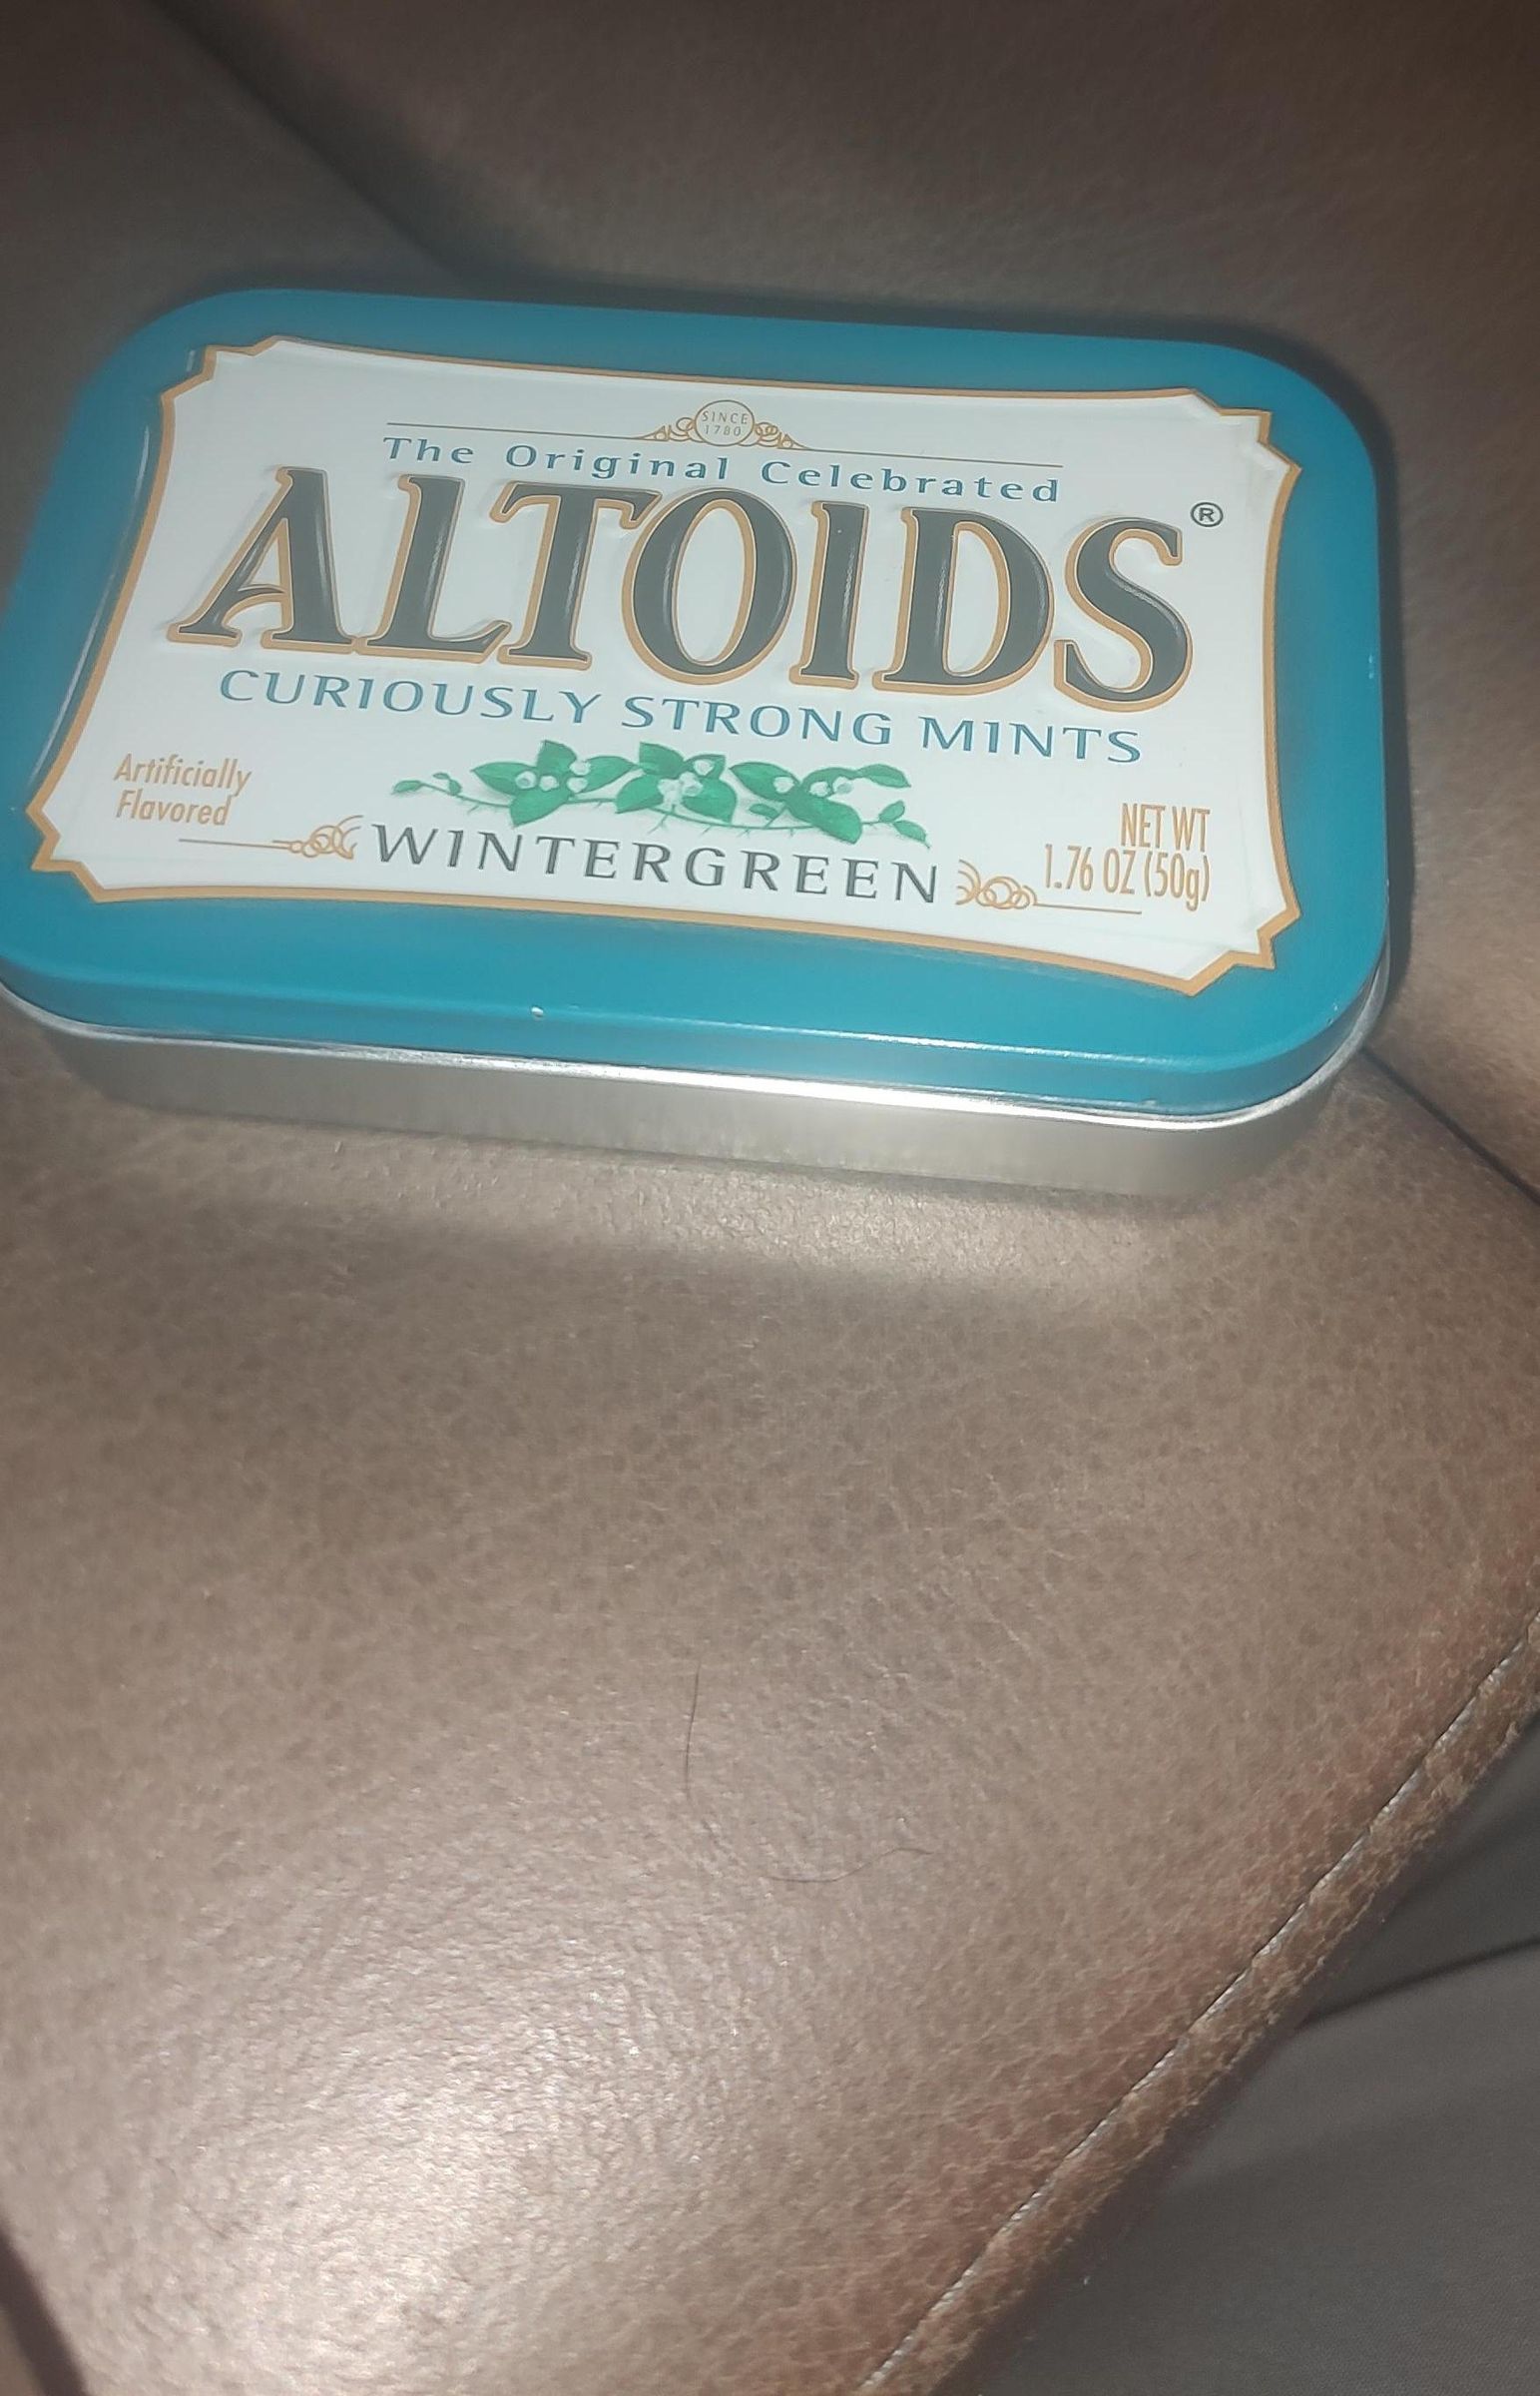 SINCE
1780
The Original Celebrated
ALTOIDS®
CURIOUSLY STRONG MINTS
Artificially
Flavored
WINTERGREEN
NET WT
1.76 OZ (50g)